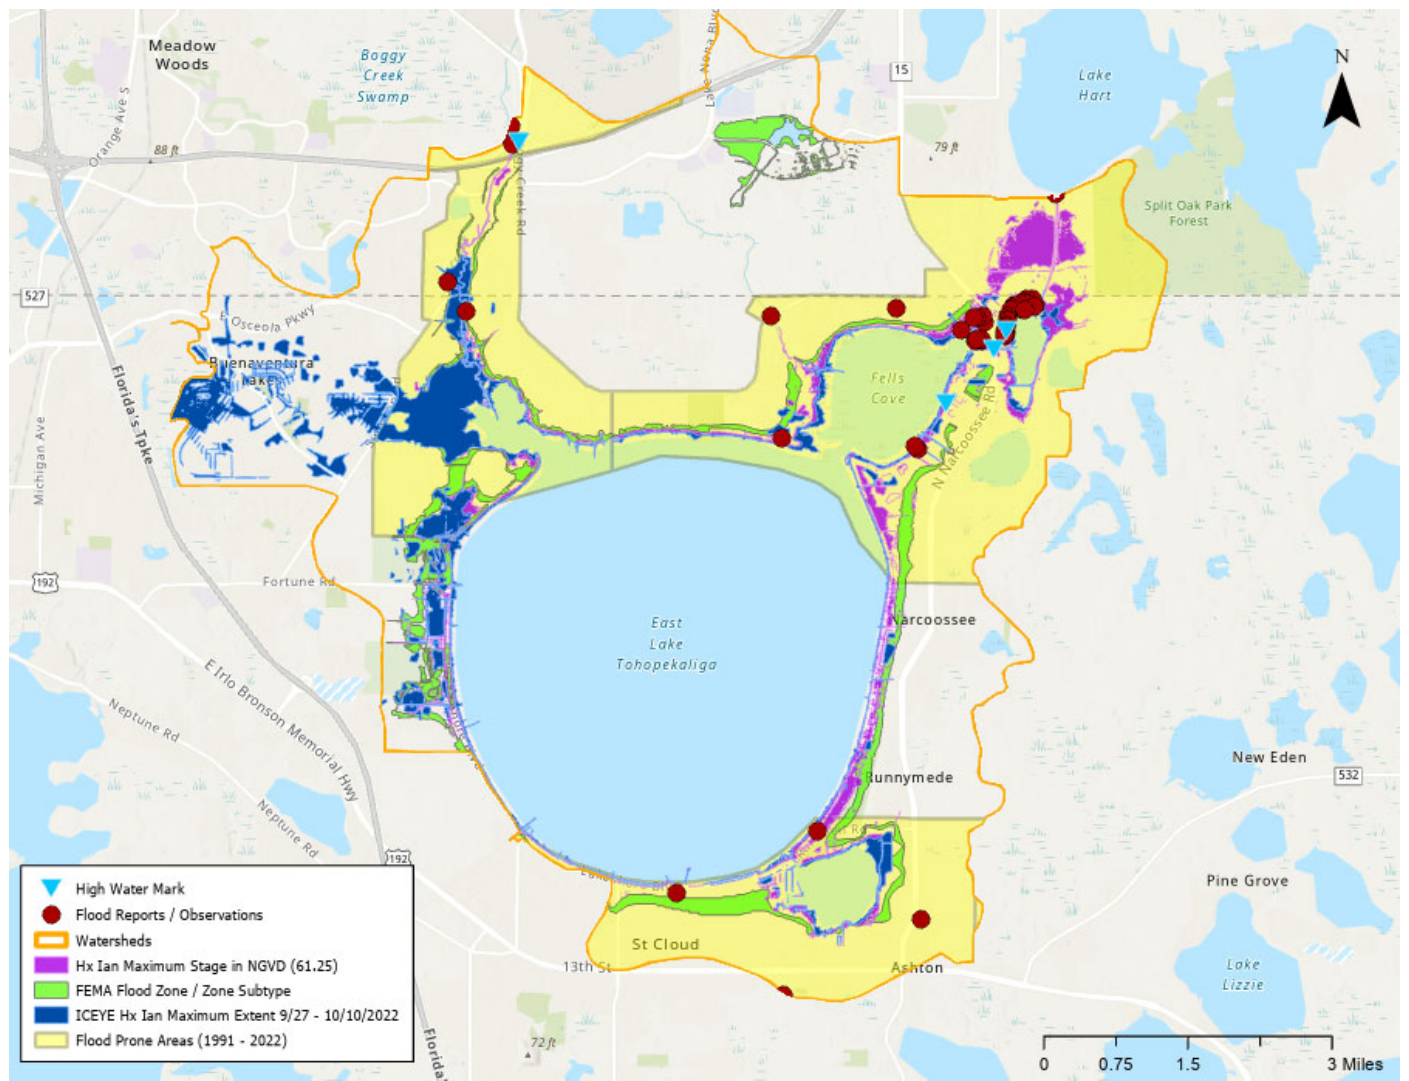 Meadow
Woods
Boggy
Creek
Swamp
Orange Ave S
88 ft
Lake Nona Blvd
15
Lake
Hart
N
79 ft
Split Oak Park
Forest
Creek Rd
527
E Osceola Pkwy
Buenaventura
Lake
Fells
Cove
Michigan Ave
Florida's Tpke
N Narcoossee Rd
192
Fortune Rd
East
Lake
Tohopekaliga
Narcoossee
E Irlo Bronson Memorial Hwy
Neptune Rd
Runnymede
New Eden
532
Neptune Rd
192
Pine Grove
St Cloud
13th St
Ashton
Lake
Lizzie
Florida'
72 ft
High Water Mark
Flood Reports / Observations
Watersheds
Hx Ian Maximum Stage in NGVD (61.25)
FEMA Flood Zone / Zone Subtype
ICEYE Hx Ian Maximum Extent 9/27 - 10/10/2022
Flood Prone Areas (1991 - 2022)
0 0.75 1.5 3 Miles